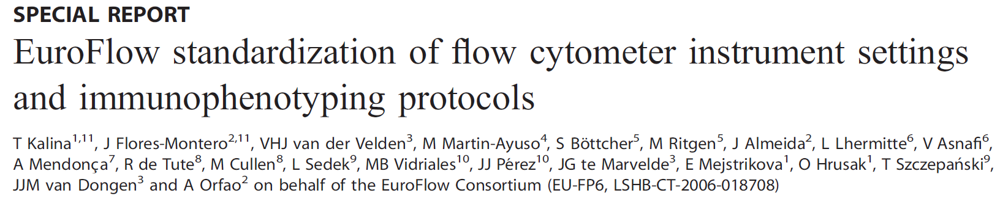 SPECIAL REPORT
EuroFlow standardization of flow cytometer instrument settings
and immunophenotyping protocols
T Kalina1,11, J Flores-Montero2,11, VHJ van der Velden3, M Martin-Ayuso4, S Böttcher5, M Ritgen5, J Almeida2, L Lhermitte6, V Asnafi6,
A Mendonça7, R de Tute8, M Cullen8, L Sedek9, MB Vidriales10, JJ Pérez10, JG te Marvelde3, E Mejstrikova1, O Hrusak1, T Szczepański9,
JJM van Dongen3 and A Orfao2 on behalf of the EuroFlow Consortium (EU-FP6, LSHB-CT-2006-018708)